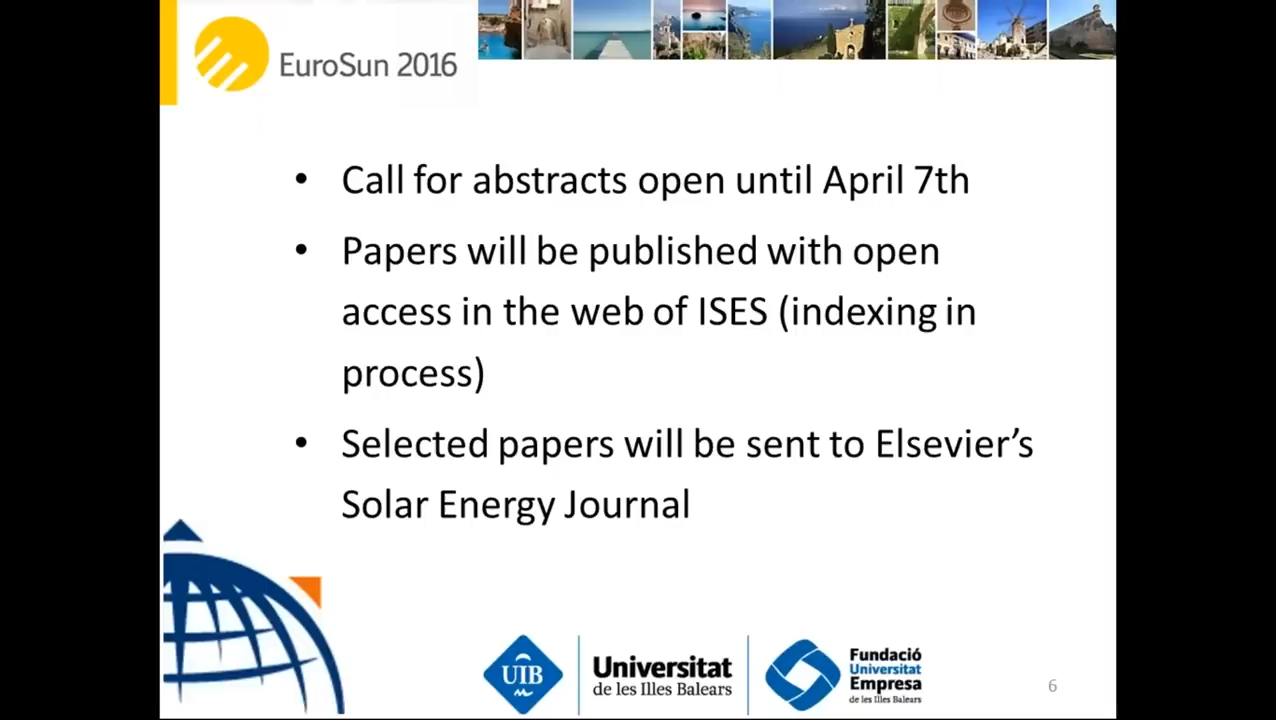 EuroSun 2016
• Call for abstracts open until April 7th
• Papers will be published with open
access in the web of ISES (indexing in
process)
• Selected papers will be sent to Elsevier’s
Solar Energy Journal
UIB
Universitat
de les Illes Balears
Fundació
Universitat
Empresa
de les Illes Balears
6